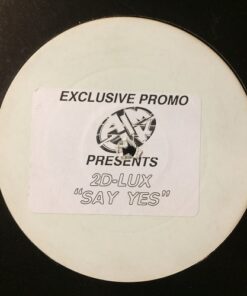 EXCLUSIVE PROMO
PRESENTS
2D-LUX
"SAY YES"